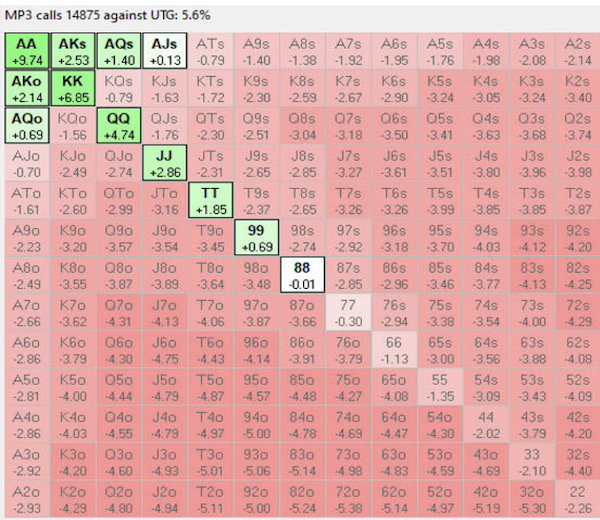 MP3 calls 14875 against UTG: 5.6%
AA AKs AQs AJs ATs A9s A8s A7s A6s A5s A4s A3s A2s
+9.74 +2.53 +1.40 +0.13 -0.79 -1.40 -1.38 -1.92 -1.95 -1.76 -1.98 -2.08 -2.14
AKo KK KQs KJs KTs K9s K8s K7s K6s K5s K4s K3s K2s
+2.14 +6.85 -0.79 -1.63 -1.72 -2.30 -2.59 -2.67 -2.90 -3.24 -3.05 -3.24 -3.40
AQo KQo QQ QJs QTs Q9s Q8s Q7s Q6s Q5s Q4s Q3s Q2s
+0.69 -1.56 +4.74 -1.76 -2.30 -2.51 -3.04 -3.18 -3.50 -3.41 -3.63 -3.68 -3.74
AJo KJo QJo JJ JTs J9s J8s J7s J6s J5s J4s J3s J2s
-0.70 -2.49 -2.74 +2.86 -2.31 -2.65 -2.85 -3.27 -3.61 -3.51 -3.80 -3.96 -3.98
ATo KTo QTo JTo TT T9s T8s T7s T6s T5s T4s T3s T2s
-1.61 -2.60 -2.99 -3.16 +1.85 -2.37 -2.65 -3.26 -3.26 -3.99 -3.85 -3.85 -3.87
A9o K9o Q9o J9o T9o 99 98s 97s 96s 95s 94s 93s 92s
-2.23 -3.20 -3.57 -3.54 -3.45 +0.69 -2.74 -2.92 -3.18 -3.70 -4.03 -4.12 -4.20
A8o K8o Q8o J8o T8o 98o 88 87s 86s 85s 84s 83s 82s
-2.49 -3.55 -3.87 -3.89 -3.64 -3.48 -0.01 -2.85 -2.96 -3.46 -3.77 -4.13 -4.25
A7o K7o Q7o J7o T7o 97o 87o 77 76s 75s 74s 73s 72s
-2.66 -3.62 -4.31 -4.13 -4.06 -3.87 -3.66 -0.30 -2.94 -3.38 -3.54 -4.00 -4.29
A6o K6o Q6o J6o T6o 96o 86o 76o 66 65s 64s 63s 62s
-2.86 -3.79 -4.30 -4.75 -4.43 -4.14 -3.91 -3.79 -1.13 -3.00 -3.56 -3.88 -4.08
A5o K5o Q5o J5o T5o 95o 85o 75o 65o 55 54s 53s 52s
-2.81 -4.00 -4.44 -4.79 -4.87 -4.57 -4.48 -4.27 -4.08 -1.35 -3.09 -3.43 -4.09
A4o K4o Q4o J4o T4o 94o 84o 74o 64o 54o 44 43s 42s
-2.86 -4.03 -4.55 -4.79 -4.97 -5.00 -4.78 -4.69 -4.47 -4.30 -2.02 -3.79 -4.20
A3o K3o Q3o J3o T3o 93o 83o 73o 63o 53o 43o 33 32s
-2.92 -4.20 -4.60 -4.93 -5.01 -5.06 -5.14 -4.98 -4.83 -4.59 -4.69 -2.10 -4.40
A2o K2o Q2o J2o T2o 92o 82o 72o 62o 52o 42o 32o 22
-2.93 -4.29 -4.80 -4.94 -5.11 -5.00 -5.24 -5.38 -5.14 -4.97 -5.19 -5.30 -2.26